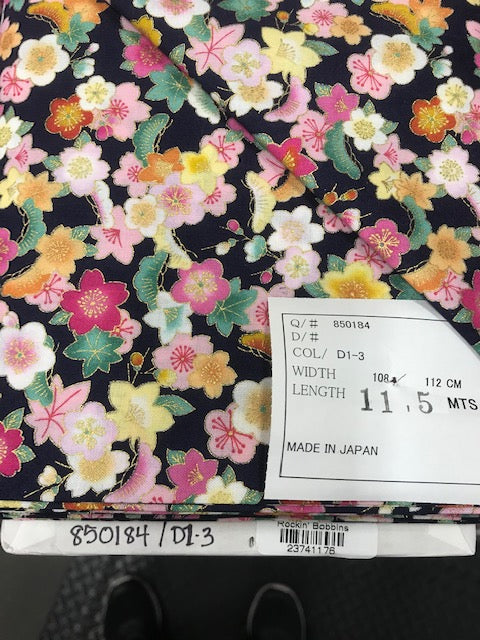 Q/# 850184
D/#
COL/ D1-3
WIDTH 108 / 112 CM
LENGTH 11.5 MTS
MADE IN JAPAN
850184/D1-3
Rockin' Bobbins
23741176